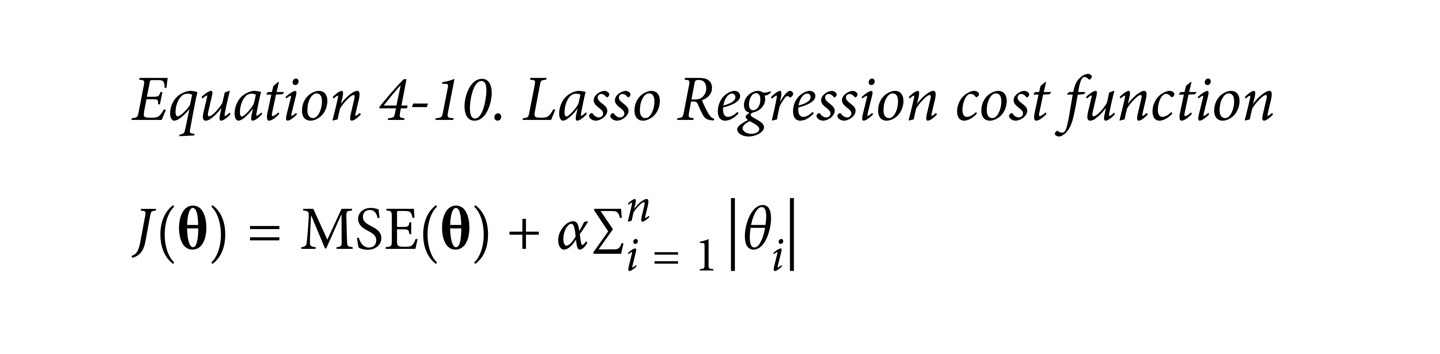 Equation 4-10. Lasso Regression cost function
J(θ) = MSE(θ) + α∑ⁿᵢ ₌ ₁ |θᵢ|